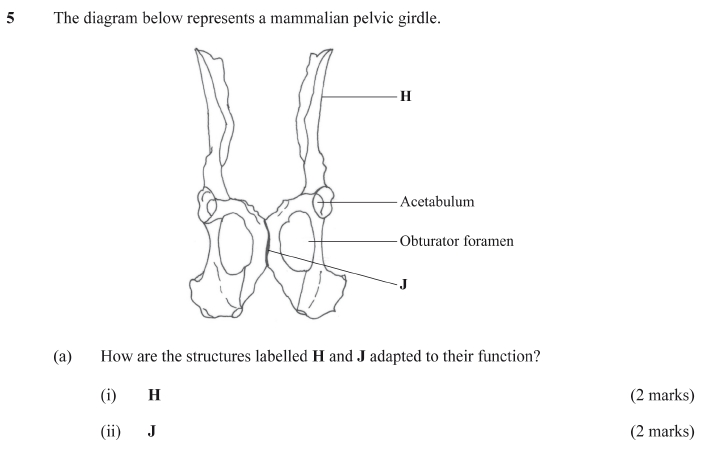 5 The diagram below represents a mammalian pelvic girdle.
H
Acetabulum
Obturator foramen
J
(a) How are the structures labelled H and J adapted to their function?
(i) H (2 marks)
(ii) J (2 marks)